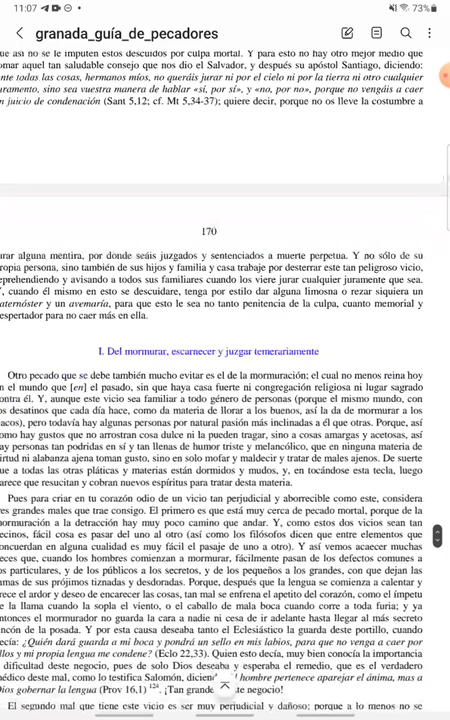 11:07
73%
granada_guía_de_pecadores
ue así no se le imputen estos descuidos por culpa mortal. Y para esto no hay otro mejor medio que
omar aquel tan saludable consejo que nos dio el Salvador, y después su apóstol Santiago, diciendo:
nte todas las cosas, hermanos míos, no queráis jurar ni por el cielo ni por la tierra ni otro cualquier
uramento, sino sea vuestra manera de hablar «sí, por sí», y «no, por no», porque no vengáis a caer
n juicio de condenación (Sant 5,12; cf. Mt 5,34-37); quiere decir, porque no os lleve la costumbre a
170
urar alguna mentira, por donde seáis juzgados y sentenciados a muerte perpetua. Y no sólo de su
ropia persona, sino también de sus hijos y familia y casa trabaje por desterrar este tan peligroso vicio,
eprehendiendo y avisando a todos sus familiares cuando los viere jurar cualquier juramento que sea.
, cuando él mismo en esto se descuidare, tenga por estilo dar alguna limosna o rezar siquiera un
aternóster y un avemaría, para que esto le sea no tanto penitencia de la culpa, cuanto memorial y
espertador para no caer más en ella.
I. Del mormurar, escarnecer y juzgar temerariamente
Otro pecado que se debe también mucho evitar es el de la mormuración; el cual no menos reina hoy
n el mundo que [en] el pasado, sin que haya casa fuerte ni congregación religiosa ni lugar sagrado
ontra él. Y, aunque este vicio sea familiar a todo género de personas (porque el mismo mundo, con
os desatinos que cada día hace, como da materia de llorar a los buenos, así la da de mormurar a los
lacos), pero todavía hay algunas personas por natural pasión más inclinadas a él que otras. Porque, así
omo hay gustos que no arrostran cosa dulce ni la pueden tragar, sino a cosas amargas y acetosas, así
ay personas tan podridas en sí y tan llenas de humor triste y melancólico, que en ninguna materia de
irtud ni alabanza ajena toman gusto, sino en solo mofar y maldecir y tratar de males ajenos. De suerte
ue a todas las otras pláticas y materias están dormidos y mudos, y, en tocándose esta tecla, luego
arece que resucitan y cobran nuevos espíritus para tratar desta materia.
Pues para criar en tu corazón odio de un vicio tan perjudicial y aborrecible como este, considera
res grandes males que trae consigo. El primero es que está muy cerca de pecado mortal, porque de la
normuración a la detracción hay muy poco camino que andar. Y, como estos dos vicios sean tan
ecinos, fácil cosa es pasar del uno al otro (así como los filósofos dicen que entre elementos que
oncuerdan en alguna cualidad es muy fácil el pasaje de uno a otro). Y así vemos acaecer muchas
eces que, cuando los hombres comienzan a mormurar, fácilmente pasan de los defectos comunes a
os particulares, y de los públicos a los secretos, y de los pequeños a los grandes, con que dejan las
amas de sus prójimos tiznadas y desdoradas. Porque, después que la lengua se comienza a calentar y
rece el ardor y deseo de encarecer las cosas, tan mal se enfrena el apetito del corazón, como el ímpetu
e la llama cuando la sopla el viento, o el caballo de mala boca cuando corre a toda furia; y ya
ntonces el mormurador no guarda la cara a nadie ni cesa de ir adelante hasta llegar al más secreto
incón de la posada. Y por esta causa deseaba tanto el Eclesiástico la guarda deste portillo, cuando
ecía: ¿Quién dará guarda a mi boca y pondrá un sello en mis labios, para que no venga a caer por
llos y mi propia lengua me condene? (Eclo 22,33). Quien esto decía, muy bien conocía la importancia
dificultad deste negocio, pues de solo Dios deseaba y esperaba el remedio, que es el verdadero
nédico deste mal, como lo testifica Salomón, diciend hombre pertenece aparejar el ánima, mas a
Dios gobernar la lengua (Prov 16,1) 124. ¡Tan grande te negocio!
El segundo mal que tiene este vicio es ser muy perjudicial y dañoso; porque a lo menos no se